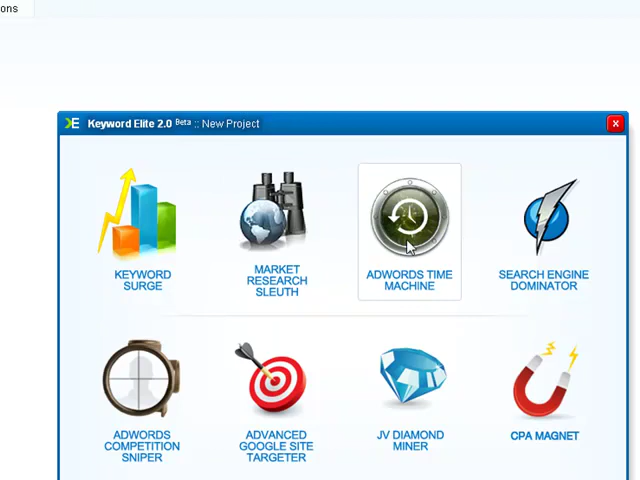 ons
Keyword Elite 2.0 Beta :: New Project
KEYWORD
SURGE
MARKET
RESEARCH
SLEUTH
ADWORDS TIME
MACHINE
SEARCH ENGINE
DOMINATOR
ADWORDS
COMPETITION
SNIPER
ADVANCED
GOOGLE SITE
TARGETER
JV DIAMOND
MINER
CPA MAGNET